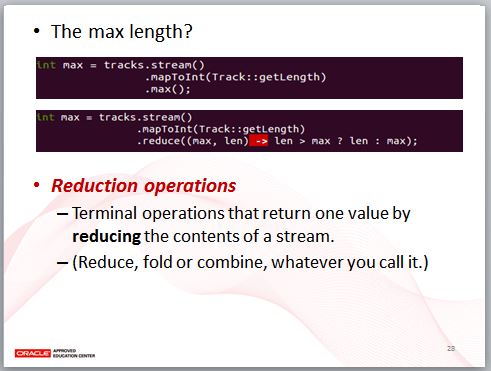 • The max length?
int max = tracks.stream()
.mapToInt(Track::getLength)
.max();
int max = tracks.stream()
.mapToInt(Track::getLength)
.reduce((max, len) -> len > max ? len : max);
• Reduction operations
– Terminal operations that return one value by
reducing the contents of a stream.
– (Reduce, fold or combine, whatever you call it.)
ORACLE APPROVED
EDUCATION CENTER